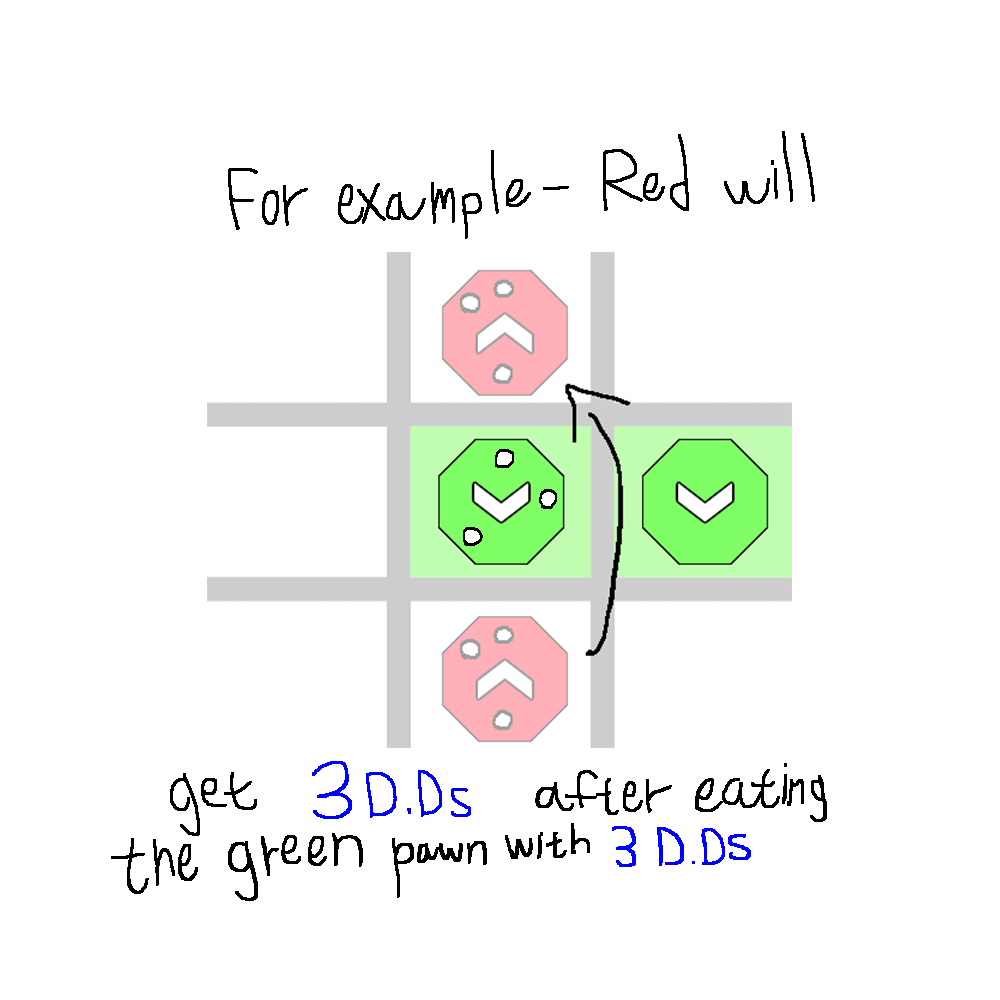 For example - Red will
get 3 D.Ds after eating
the green pawn with 3 D.Ds